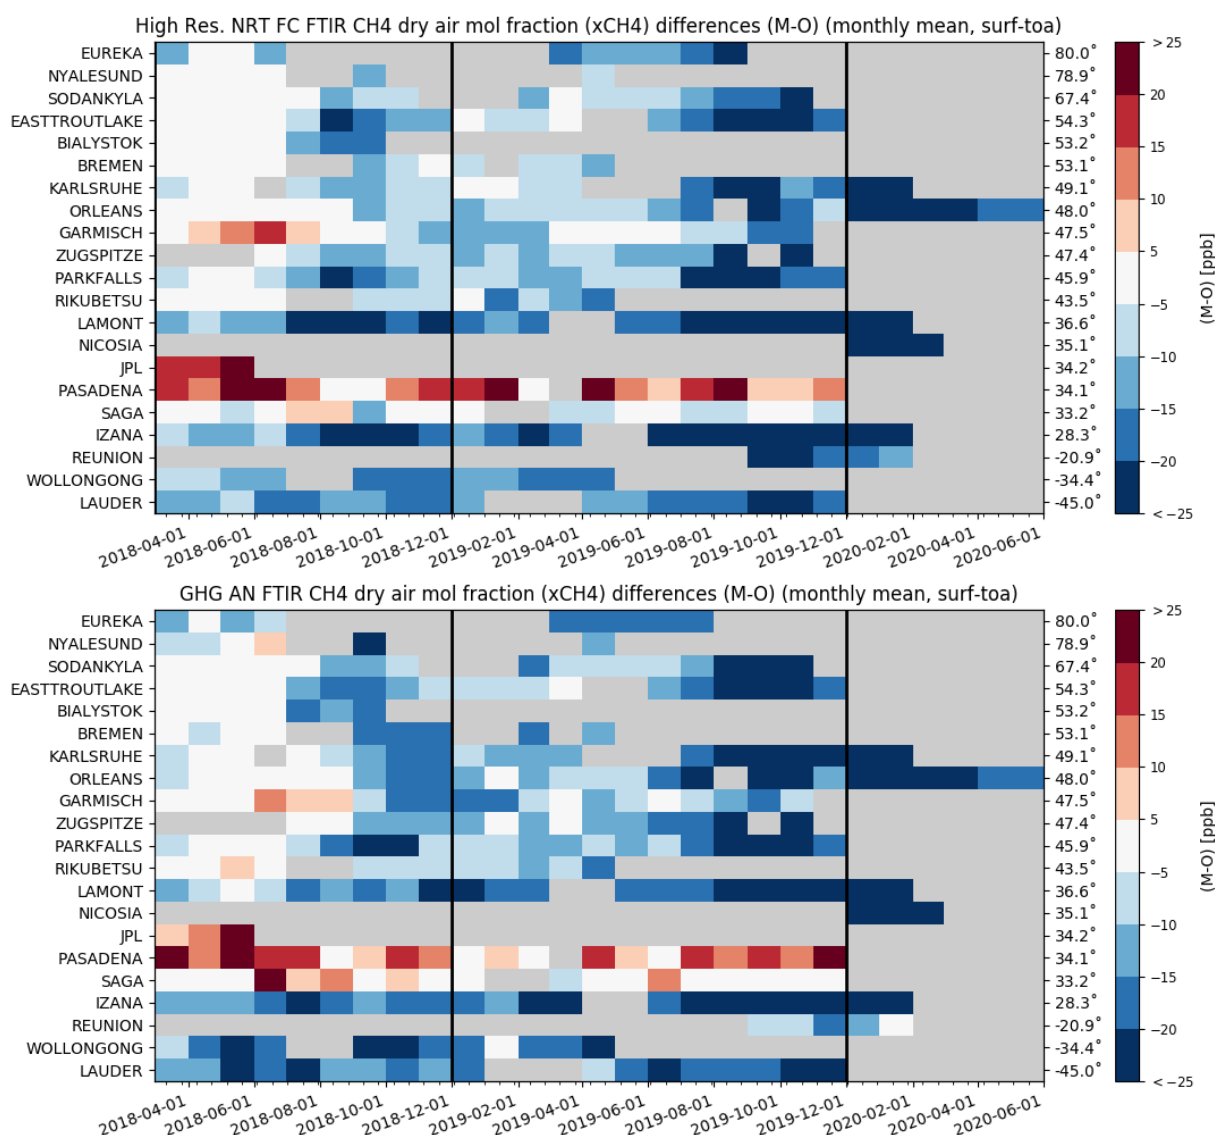 High Res. NRT FC FTIR CH4 dry air mol fraction (xCH4) differences (M-O) (monthly mean, surf-toa)
EUREKA 80.0˚ > 25
NYALESUND 78.9˚
SODANKYLA 67.4˚ 20
EASTTROUTLAKE 54.3˚
BIALYSTOK 53.2˚ 15
BREMEN 53.1˚
KARLSRUHE 49.1˚ 10
ORLEANS 48.0˚
GARMISCH 47.5˚ 5
ZUGSPITZE 47.4˚
PARKFALLS 45.9˚
RIKUBETSU 43.5˚ −5
LAMONT 36.6˚
NICOSIA 35.1˚ −10
JPL 34.2˚
PASADENA 34.1˚ −15
SAGA 33.2˚
IZANA 28.3˚
REUNION -20.9˚ −20
WOLLONGONG -34.4˚
LAUDER -45.0˚ < −25
(M-O) [ppb]
2018-04-01 2018-06-01 2018-08-01 2018-10-01 2018-12-01 2019-02-01 2019-04-01 2019-06-01 2019-08-01 2019-10-01 2019-12-01 2020-02-01 2020-04-01 2020-06-01
GHG AN FTIR CH4 dry air mol fraction (xCH4) differences (M-O) (monthly mean, surf-toa)
EUREKA 80.0˚ > 25
NYALESUND 78.9˚
SODANKYLA 67.4˚ 20
EASTTROUTLAKE 54.3˚
BIALYSTOK 53.2˚ 15
BREMEN 53.1˚
KARLSRUHE 49.1˚ 10
ORLEANS 48.0˚
GARMISCH 47.5˚ 5
ZUGSPITZE 47.4˚
PARKFALLS 45.9˚
RIKUBETSU 43.5˚ −5
LAMONT 36.6˚
NICOSIA 35.1˚ −10
JPL 34.2˚
PASADENA 34.1˚ −15
SAGA 33.2˚
IZANA 28.3˚
REUNION -20.9˚ −20
WOLLONGONG -34.4˚
LAUDER -45.0˚ < −25
(M-O) [ppb]
2018-04-01 2018-06-01 2018-08-01 2018-10-01 2018-12-01 2019-02-01 2019-04-01 2019-06-01 2019-08-01 2019-10-01 2019-12-01 2020-02-01 2020-04-01 2020-06-01